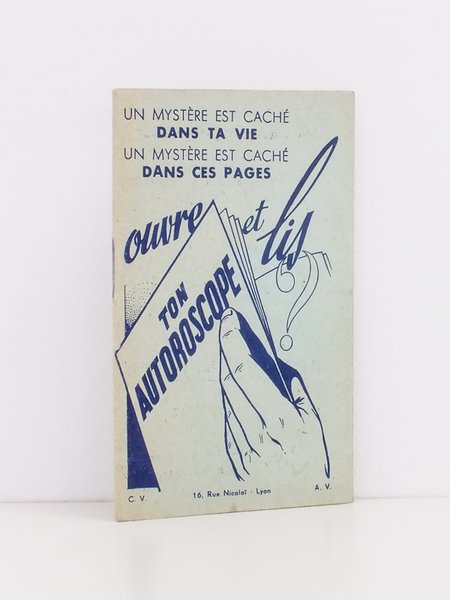 UN MYSTÈRE EST CACHÉ
DANS TA VIE
UN MYSTÈRE EST CACHÉ
DANS CES PAGES
ouvre et lis
?
TON
AUTOROSCOPE
C. V. 16, Rue Nicolaï - Lyon A. V.